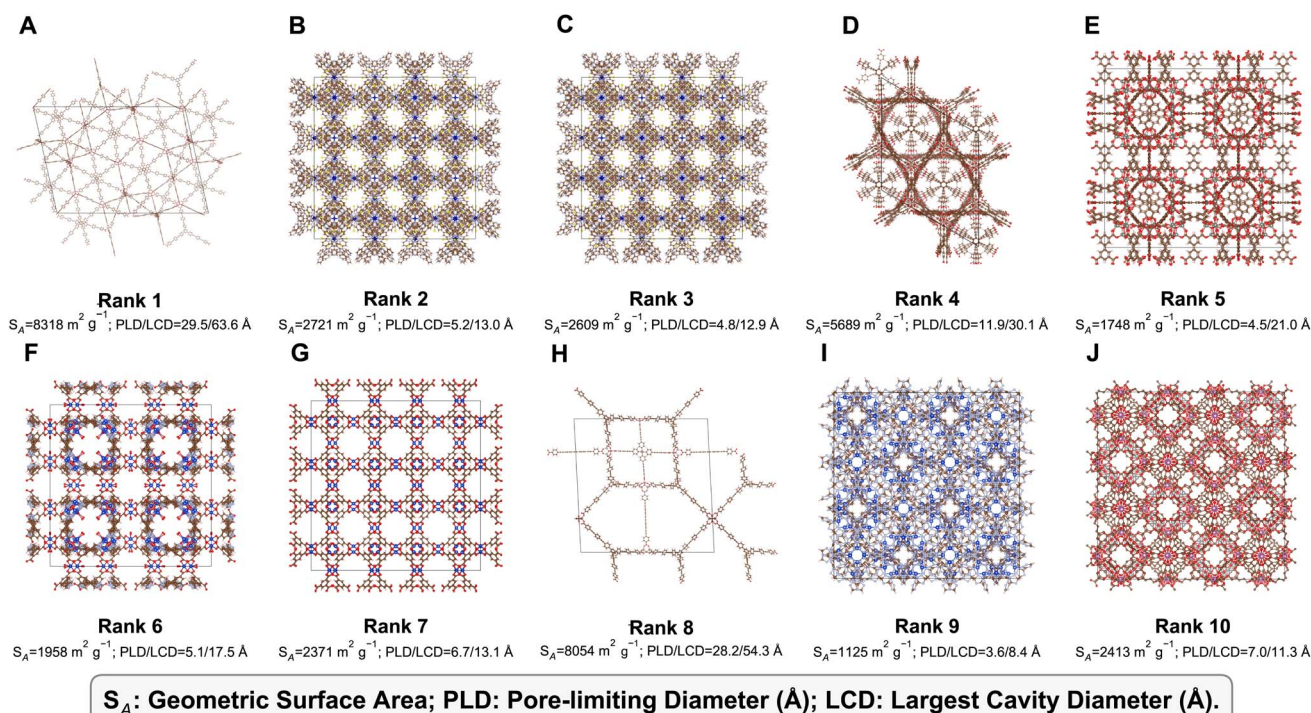 A B C D E
Rank 1 Rank 2 Rank 3 Rank 4 Rank 5
S_A=8318 m² g⁻¹; PLD/LCD=29.5/63.6 Å S_A=2721 m² g⁻¹; PLD/LCD=5.2/13.0 Å S_A=2609 m² g⁻¹; PLD/LCD=4.8/12.9 Å S_A=5689 m² g⁻¹; PLD/LCD=11.9/30.1 Å S_A=1748 m² g⁻¹; PLD/LCD=4.5/21.0 Å
F G H I J
Rank 6 Rank 7 Rank 8 Rank 9 Rank 10
S_A=1958 m² g⁻¹; PLD/LCD=5.1/17.5 Å S_A=2371 m² g⁻¹; PLD/LCD=6.7/13.1 Å S_A=8054 m² g⁻¹; PLD/LCD=28.2/54.3 Å S_A=1125 m² g⁻¹; PLD/LCD=3.6/8.4 Å S_A=2413 m² g⁻¹; PLD/LCD=7.0/11.3 Å
S_A: Geometric Surface Area; PLD: Pore-limiting Diameter (Å); LCD: Largest Cavity Diameter (Å).